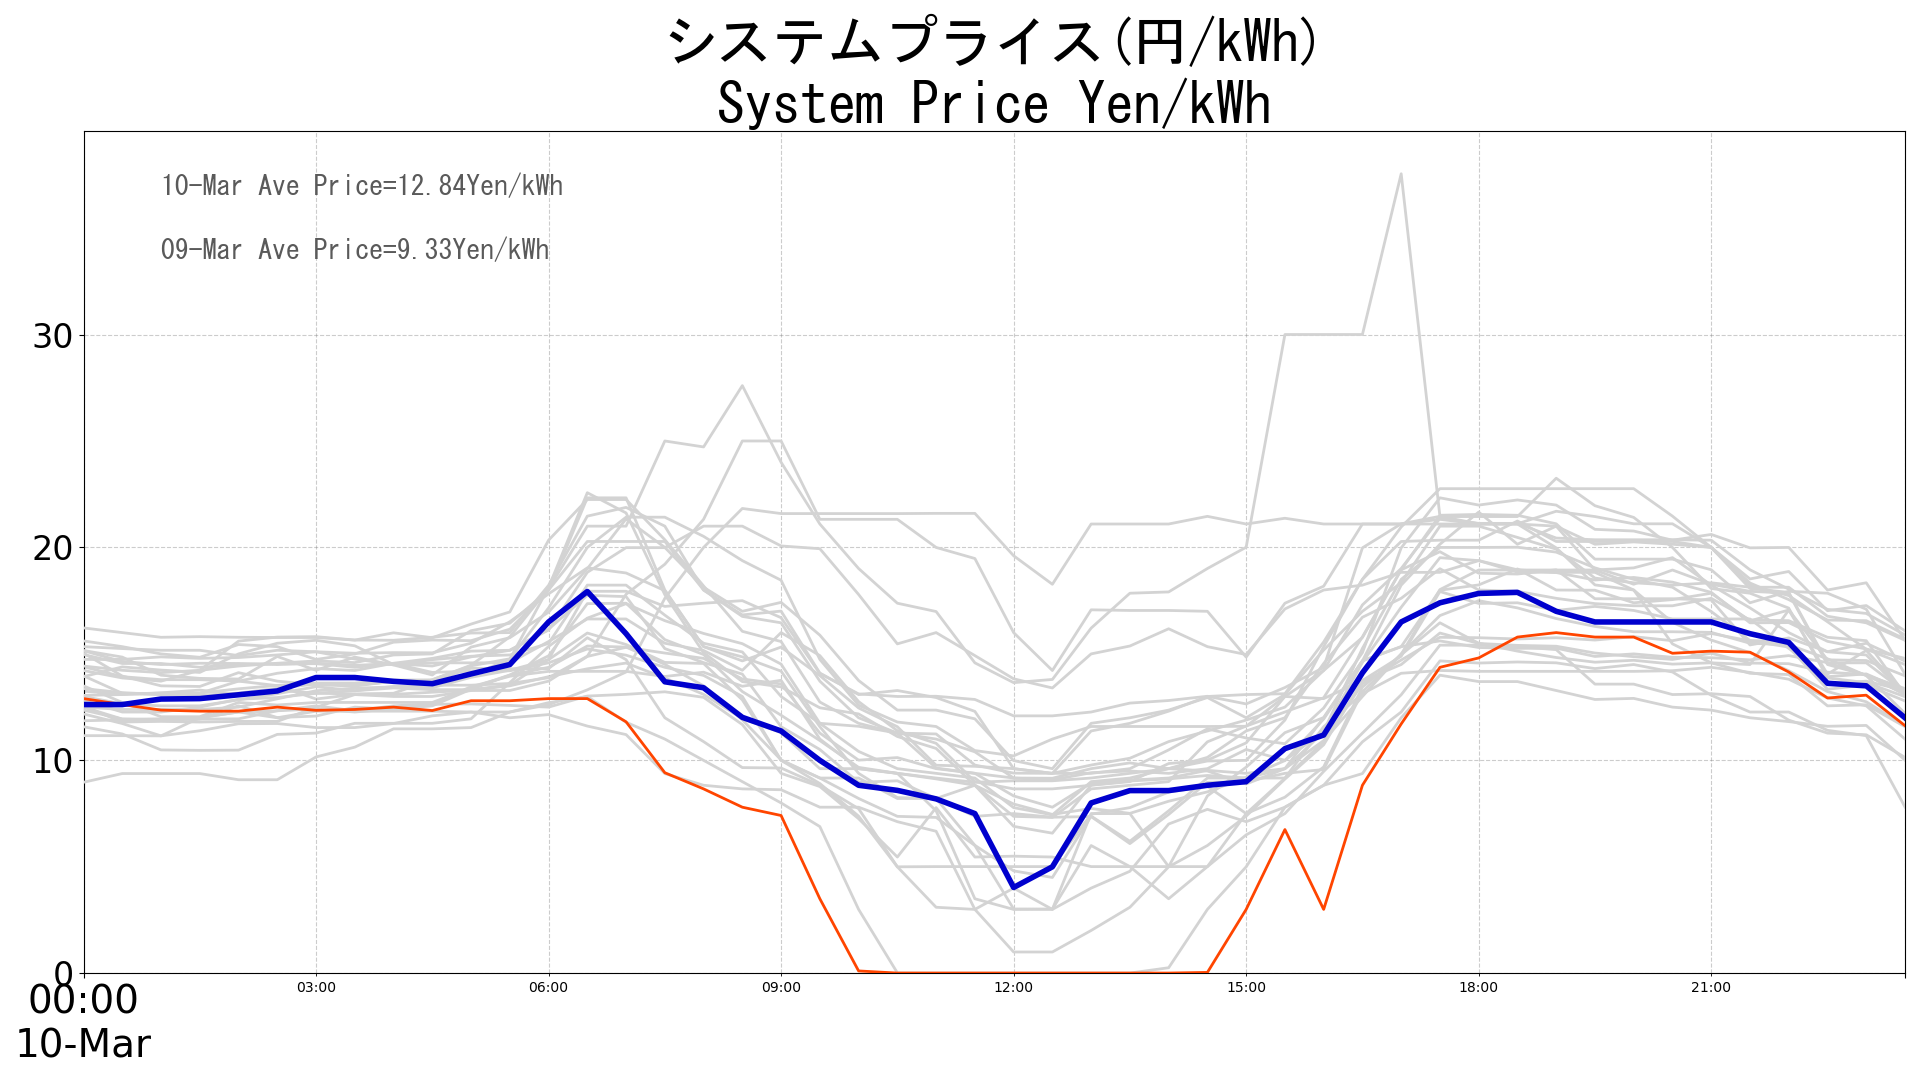 システムプライス(円/kWh)
System Price Yen/kWh
10-Mar Ave Price=12.84Yen/kWh
09-Mar Ave Price=9.33Yen/kWh
30
20
10
0
00:00 03:00 06:00 09:00 12:00 15:00 18:00 21:00
10-Mar